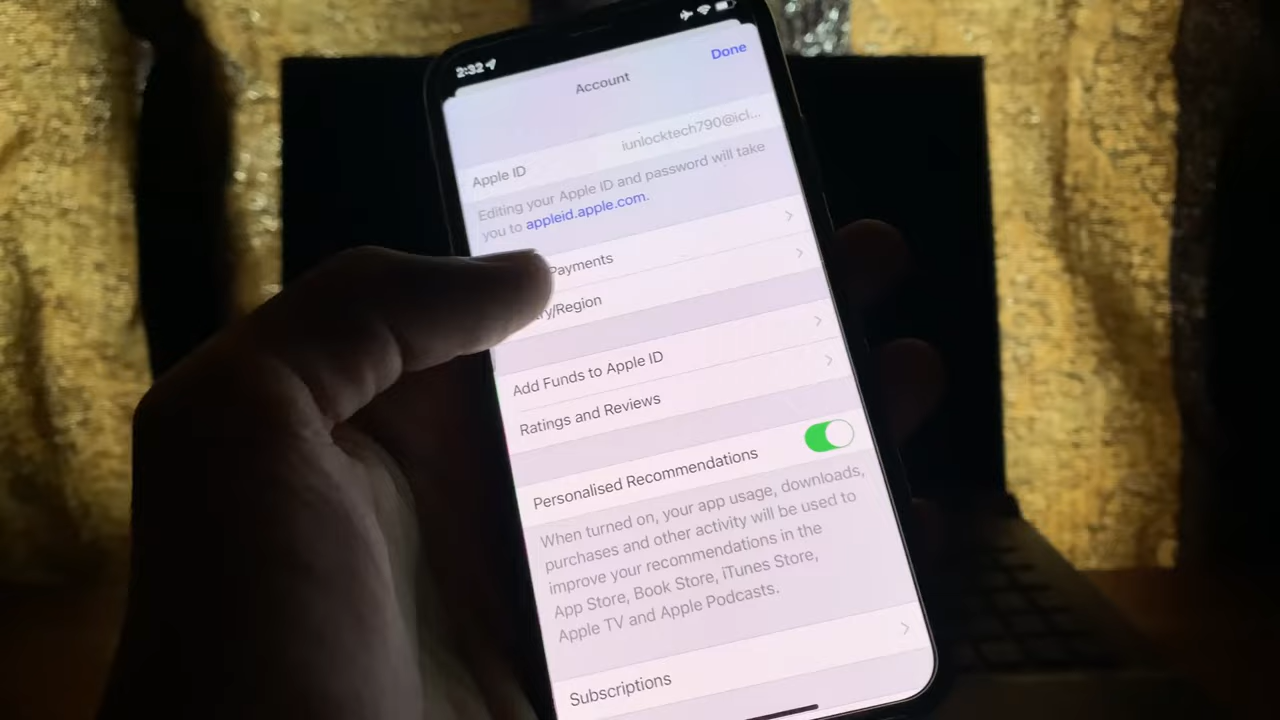 2:32
Done
Account
Apple ID
iunlocktech790@icl...
Editing your Apple ID and password will take
you to appleid.apple.com.
Payments
ry/Region
Add Funds to Apple ID
Ratings and Reviews
Personalised Recommendations
When turned on, your app usage, downloads,
purchases and other activity will be used to
improve your recommendations in the
App Store, Book Store, iTunes Store,
Apple TV and Apple Podcasts.
Subscriptions